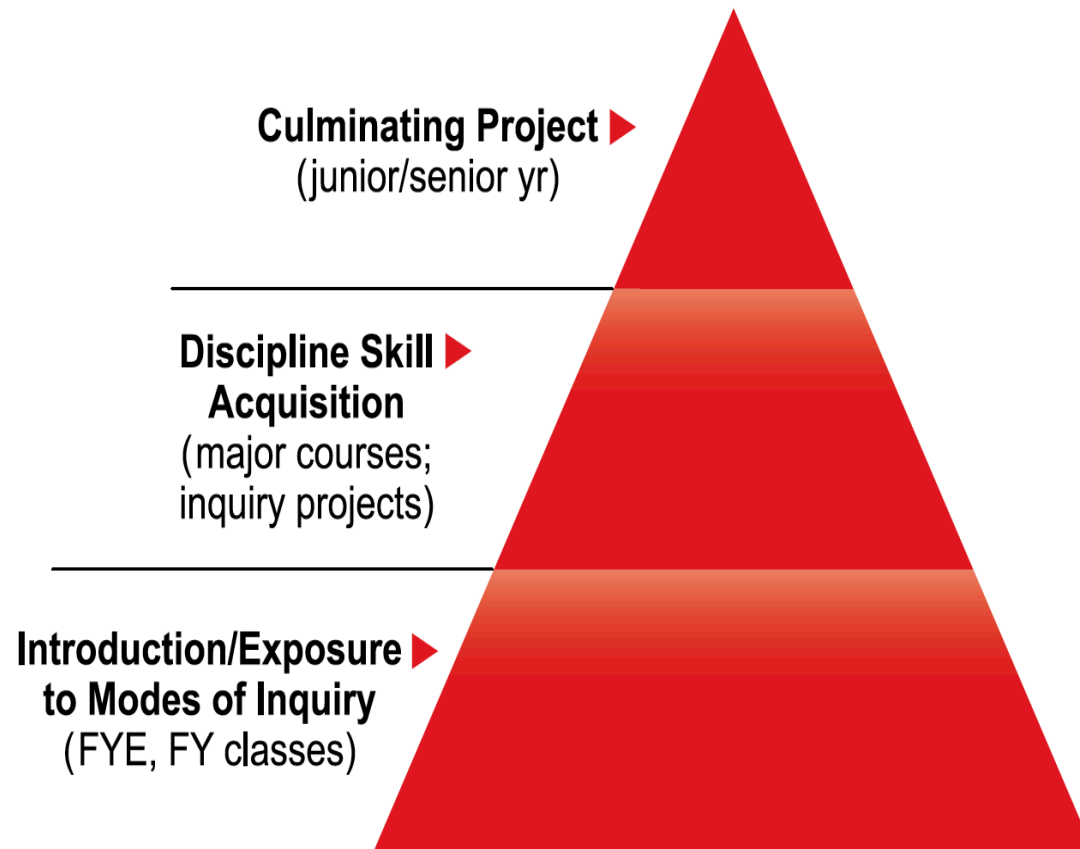 Culminating Project
(junior/senior yr)
Discipline Skill
Acquisition
(major courses;
inquiry projects)
Introduction/Exposure
to Modes of Inquiry
(FYE, FY classes)